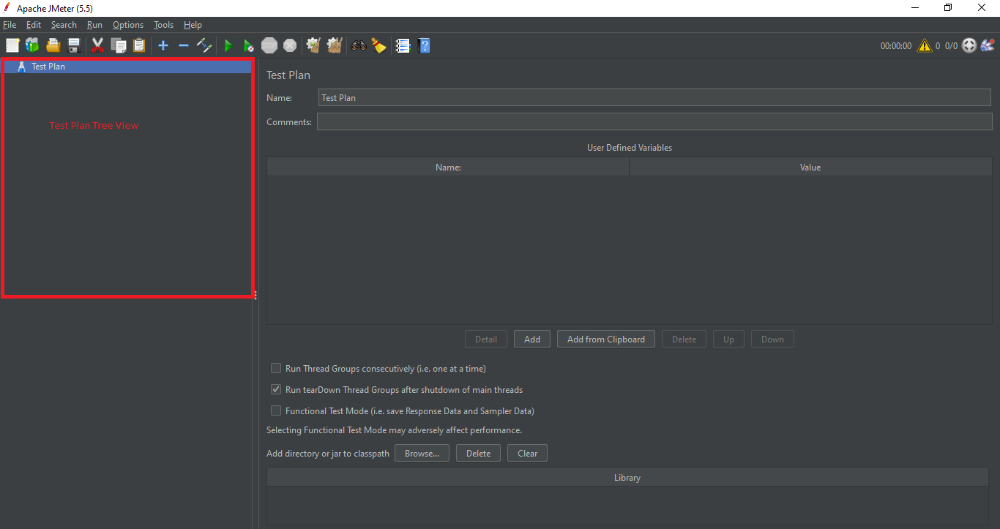 Apache JMeter (5.5)
File Edit Search Run Options Tools Help
STOP
00:00:00 0 0/0
Test Plan
Test Plan Tree View
Test Plan
Name: Test Plan
Comments:
User Defined Variables
Name: Value
Detail Add Add from Clipboard Delete Up Down
Run Thread Groups consecutively (i.e. one at a time)
Run tearDown Thread Groups after shutdown of main threads
Functional Test Mode (i.e. save Response Data and Sampler Data)
Selecting Functional Test Mode may adversely affect performance.
Add directory or jar to classpath Browse... Delete Clear
Library